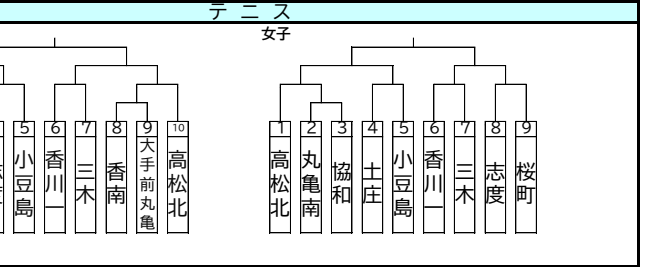 テニス
女子
5 6 7 8 9 10
小豆島
香川一
三木
香南
大手前丸亀
高松北
1 2 3 4 5 6 7 8 9
高松北
丸亀南
協和
土庄
小豆島
香川一
三木
志度
桜町